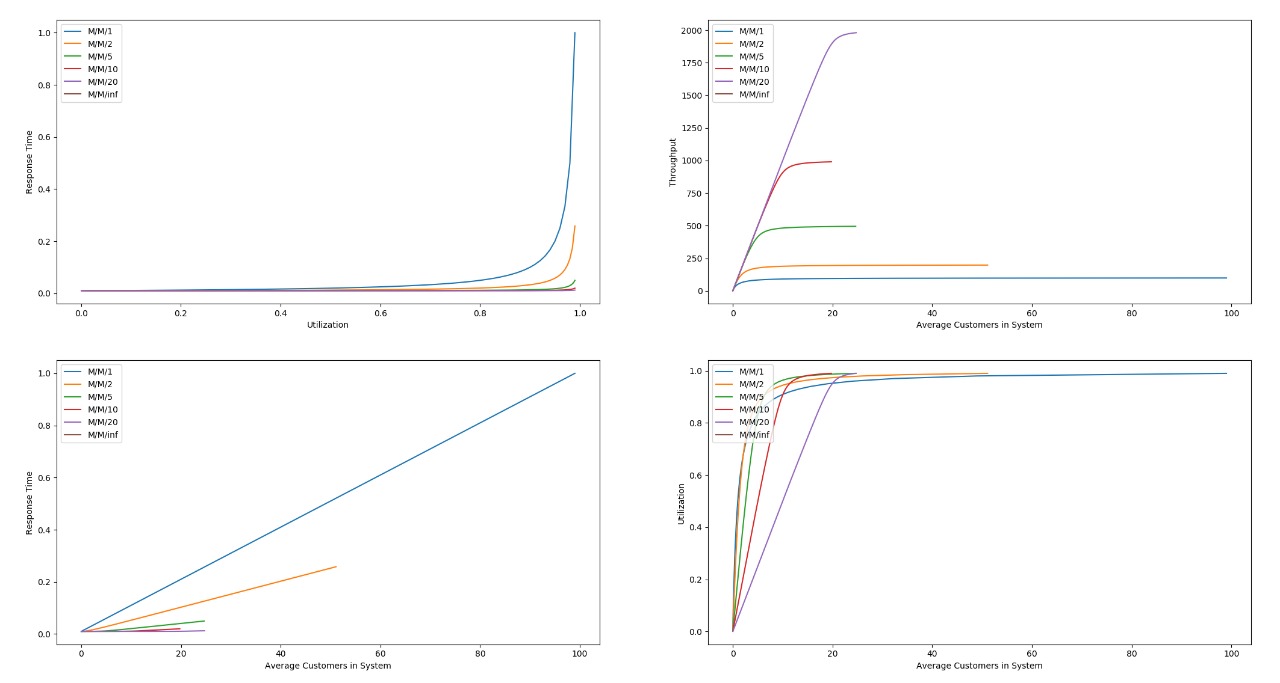 M/M/1
M/M/2
M/M/5
M/M/10
M/M/20
M/M/inf
1.0
0.8
0.6
0.4
0.2
0.0
Response Time
0.0 0.2 0.4 0.6 0.8 1.0
Utilization
M/M/1
M/M/2
M/M/5
M/M/10
M/M/20
M/M/inf
2000
1750
1500
1250
1000
750
500
250
0
Throughput
0 20 40 60 80 100
Average Customers in System
M/M/1
M/M/2
M/M/5
M/M/10
M/M/20
M/M/inf
1.0
0.8
0.6
0.4
0.2
0.0
Response Time
0 20 40 60 80 100
Average Customers in System
M/M/1
M/M/2
M/M/5
M/M/10
M/M/20
M/M/inf
1.0
0.8
0.6
0.4
0.2
0.0
Utilization
0 20 40 60 80 100
Average Customers in System